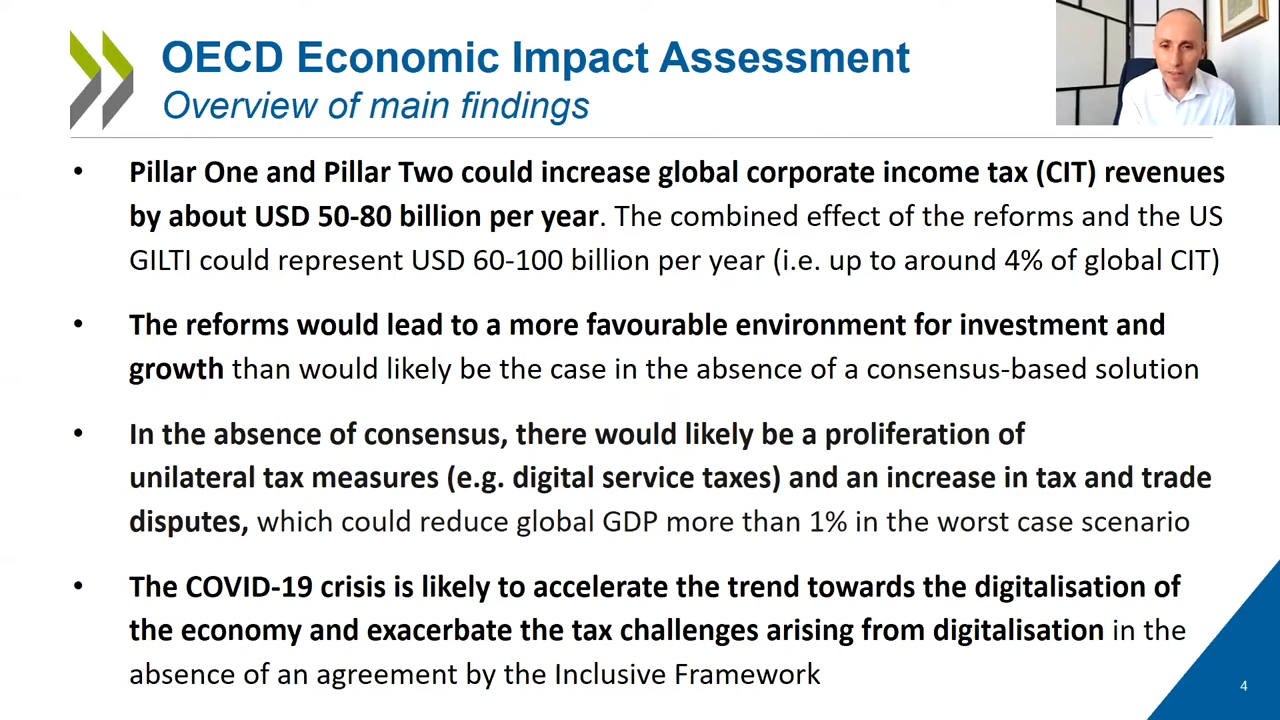 OECD Economic Impact Assessment
Overview of main findings
• Pillar One and Pillar Two could increase global corporate income tax (CIT) revenues
by about USD 50-80 billion per year. The combined effect of the reforms and the US
GILTI could represent USD 60-100 billion per year (i.e. up to around 4% of global CIT)
• The reforms would lead to a more favourable environment for investment and
growth than would likely be the case in the absence of a consensus-based solution
• In the absence of consensus, there would likely be a proliferation of
unilateral tax measures (e.g. digital service taxes) and an increase in tax and trade
disputes, which could reduce global GDP more than 1% in the worst case scenario
• The COVID-19 crisis is likely to accelerate the trend towards the digitalisation of
the economy and exacerbate the tax challenges arising from digitalisation in the
absence of an agreement by the Inclusive Framework
4